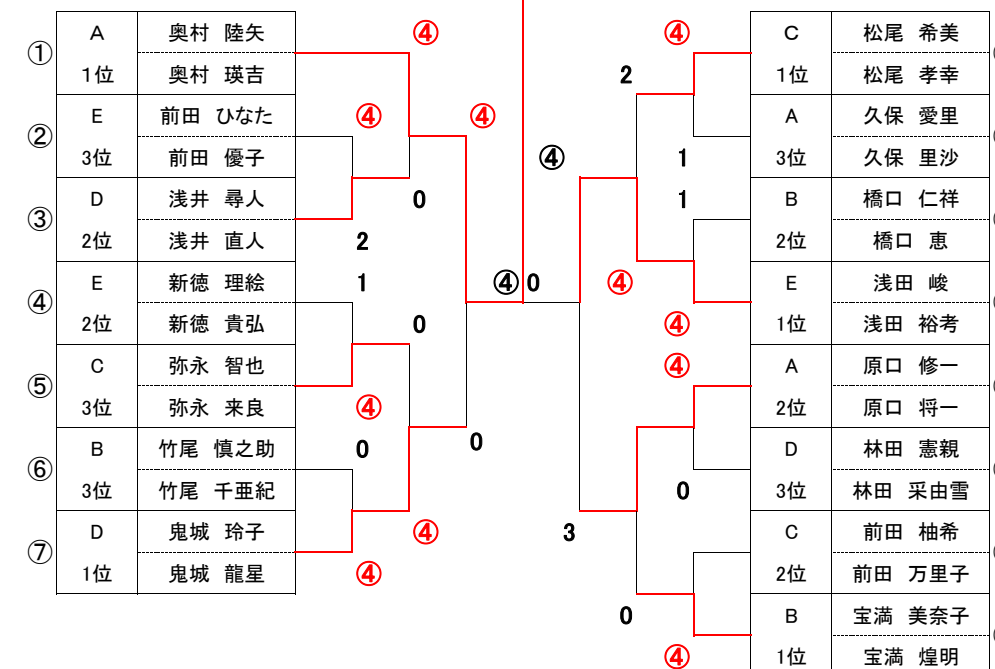 A 奥村 陸矢 ④ ④ C 松尾 希美
①
1位 奥村 瑛吉 2 1位 松尾 孝幸
E 前田 ひなた ④ ④ A 久保 愛里
②
3位 前田 優子 ④ 1 3位 久保 里沙
D 浅井 尋人 0 1 B 橋口 仁祥
③
2位 浅井 直人 2 2位 橋口 恵
E 新徳 理絵 1 ④ 0 ④ E 浅田 峻
④
2位 新徳 貴弘 0 ④ 1位 浅田 裕考
C 弥永 智也 ④ A 原口 修一
⑤
3位 弥永 来良 ④ 2位 原口 将一
B 竹尾 慎之助 0 0 D 林田 憲親
⑥
3位 竹尾 千亜紀 0 3位 林田 采由雪
D 鬼城 玲子 ④ 3 C 前田 柚希
⑦
1位 鬼城 龍星 ④ 2位 前田 万里子
0 B 宝満 美奈子
④ 1位 宝満 煌明